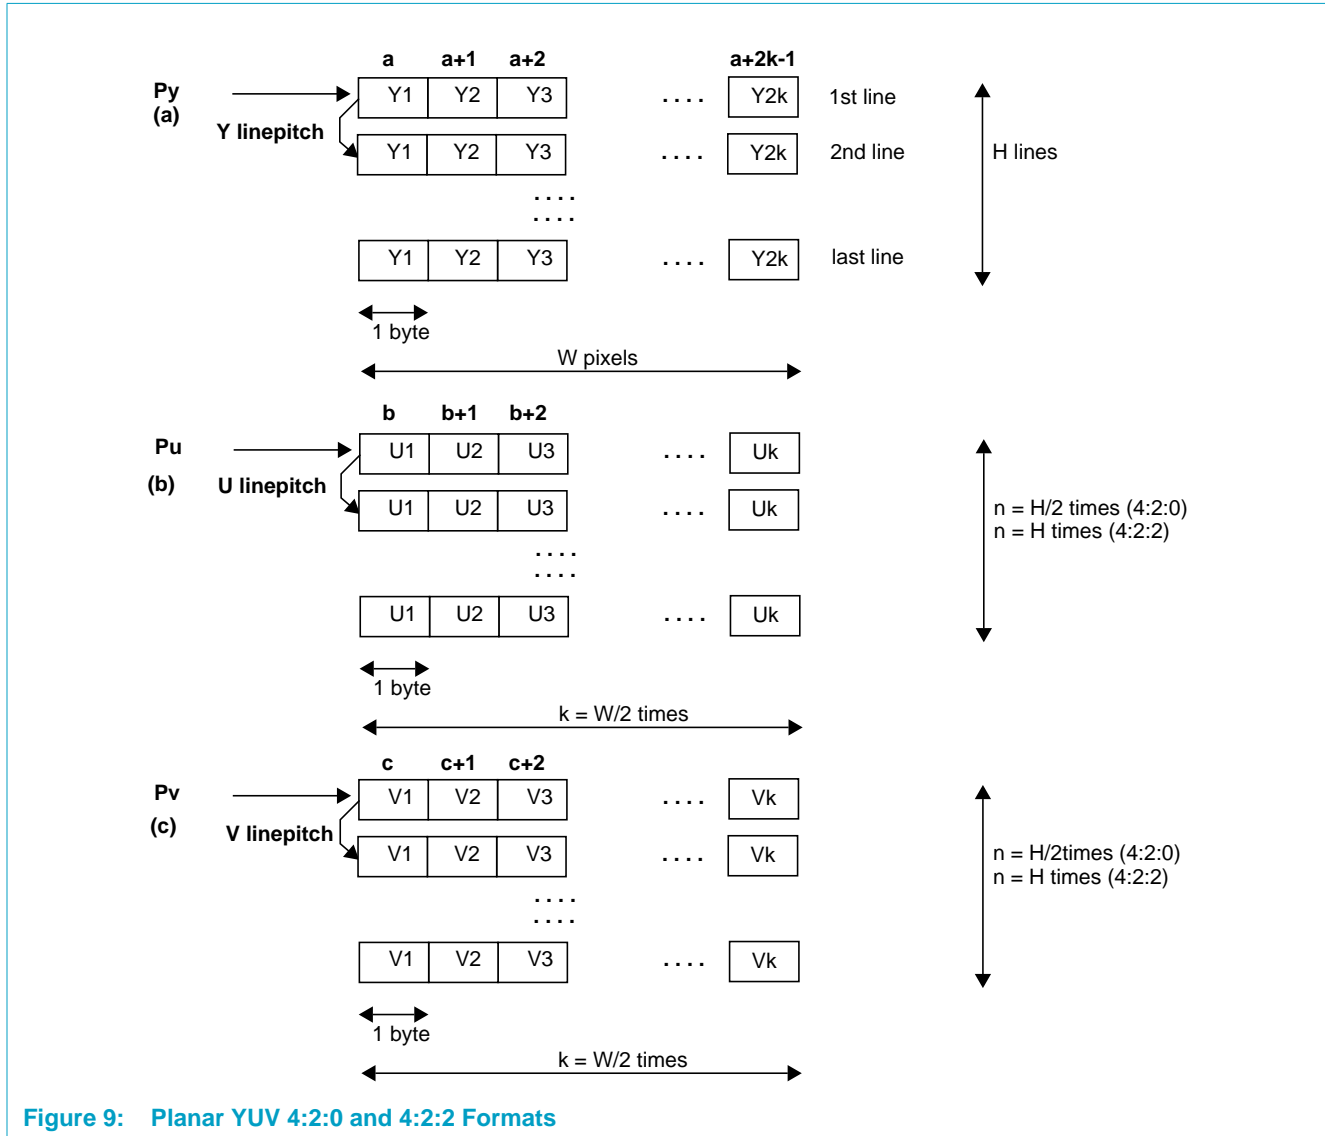 a a+1 a+2 a+2k-1
Py Y1 Y2 Y3 .... Y2k 1st line
(a)
Y linepitch
Y1 Y2 Y3 .... Y2k 2nd line H lines
....
....
Y1 Y2 Y3 .... Y2k last line
1 byte
W pixels
b b+1 b+2
Pu U1 U2 U3 .... Uk
(b) U linepitch
U1 U2 U3 .... Uk n = H/2 times (4:2:0)
n = H times (4:2:2)
....
....
U1 U2 U3 .... Uk
1 byte
k = W/2 times
c c+1 c+2
Pv V1 V2 V3 .... Vk
(c) V linepitch
V1 V2 V3 .... Vk n = H/2times (4:2:0)
n = H times (4:2:2)
....
....
V1 V2 V3 .... Vk
1 byte
k = W/2 times
Figure 9: Planar YUV 4:2:0 and 4:2:2 Formats